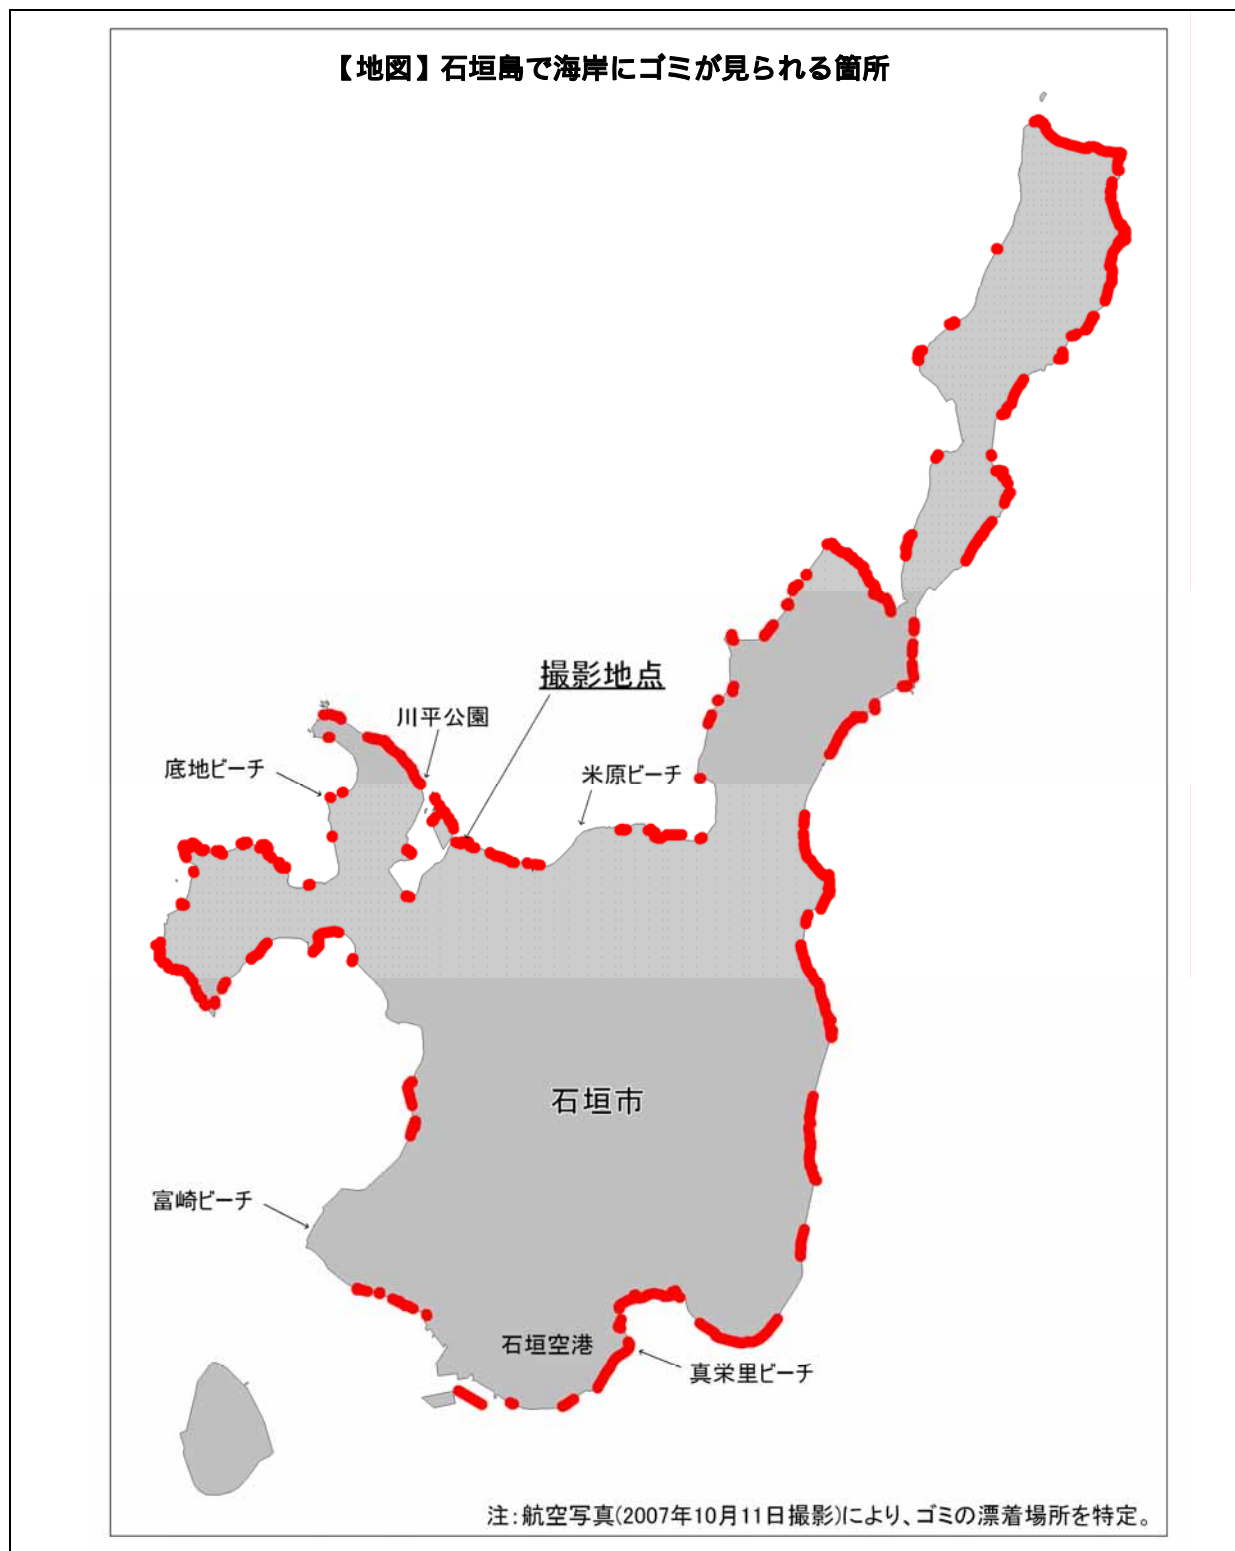 【地図】石垣島で海岸にゴミが見られる箇所
撮影地点
川平公園
底地ビーチ
米原ビーチ
石垣市
富崎ビーチ
石垣空港
真栄里ビーチ
注:航空写真(2007年10月11日撮影)により、ゴミの漂着場所を特定。